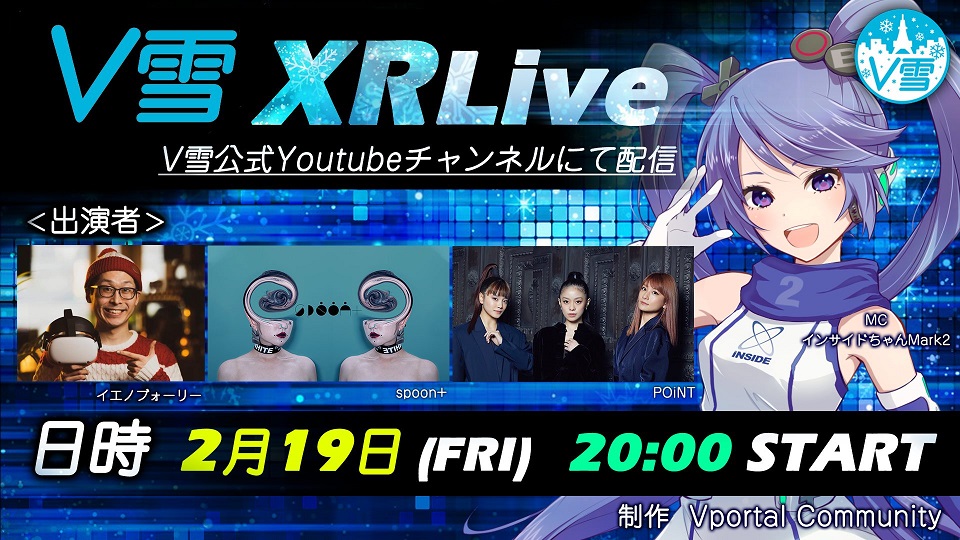 V雪 XRLive
V雪
V雪公式Youtubeチャンネルにて配信
＜出演者＞
2
INSIDE
MC
インサイドちゃんMark2
イエノブォーリー
spoon+
POiNT
日時 2月19日 (FRI) 20:00 START
制作 Vportal Community